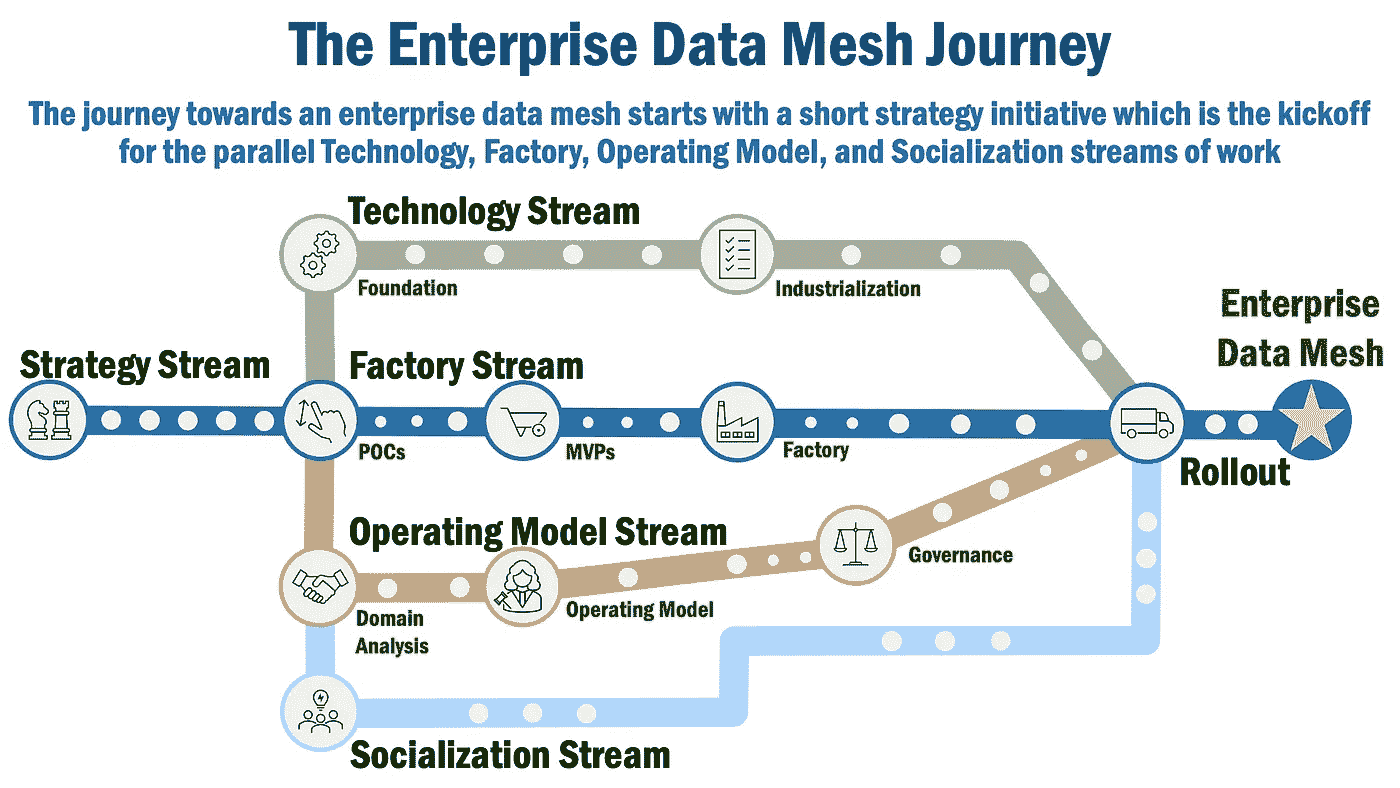 The Enterprise Data Mesh Journey
The journey towards an enterprise data mesh starts with a short strategy initiative which is the kickoff
for the parallel Technology, Factory, Operating Model, and Socialization streams of work
Technology Stream
Foundation
Industrialization
Enterprise
Data Mesh
Strategy Stream
Factory Stream
POCs
MVPs
Factory
Rollout
Operating Model Stream
Domain
Analysis
Operating Model
Governance
Socialization Stream